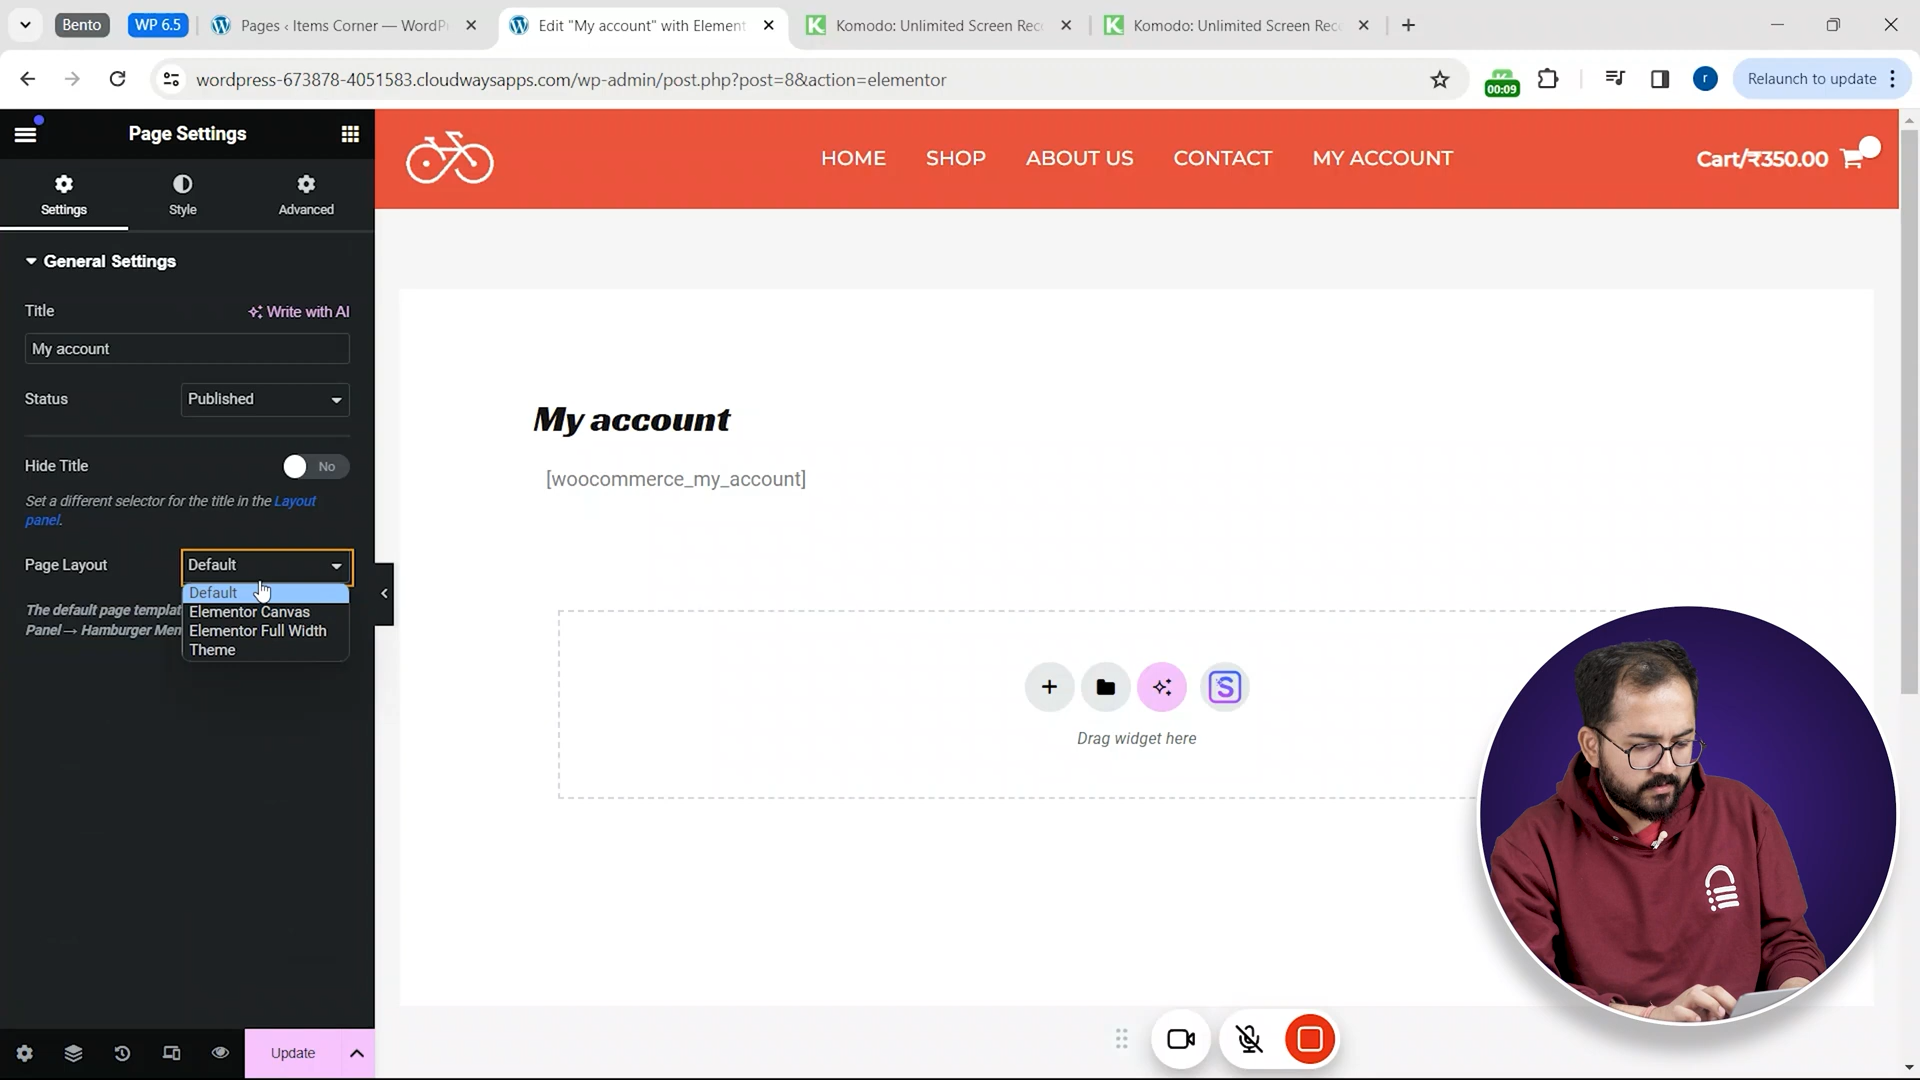 Bento
WP 6.5
Pages ‹ Items Corner — WordPr
Edit "My account" with Element
Komodo: Unlimited Screen Rec
Komodo: Unlimited Screen Rec
wordpress-673878-4051583.cloudwaysapps.com/wp-admin/post.php?post=8&action=elementor
00:09
r
Relaunch to update
Page Settings
HOME SHOP ABOUT US CONTACT MY ACCOUNT
Cart/₹350.00
Settings Style Advanced
General Settings
Title
Write with AI
My account
Status
Published
Hide Title
No
Set a different selector for the title in the Layout
panel.
Page Layout
Default
Default
Elementor Canvas
Elementor Full Width
Theme
The default page templat
Panel → Hamburger Men
My account
[woocommerce_my_account]
Drag widget here
Update